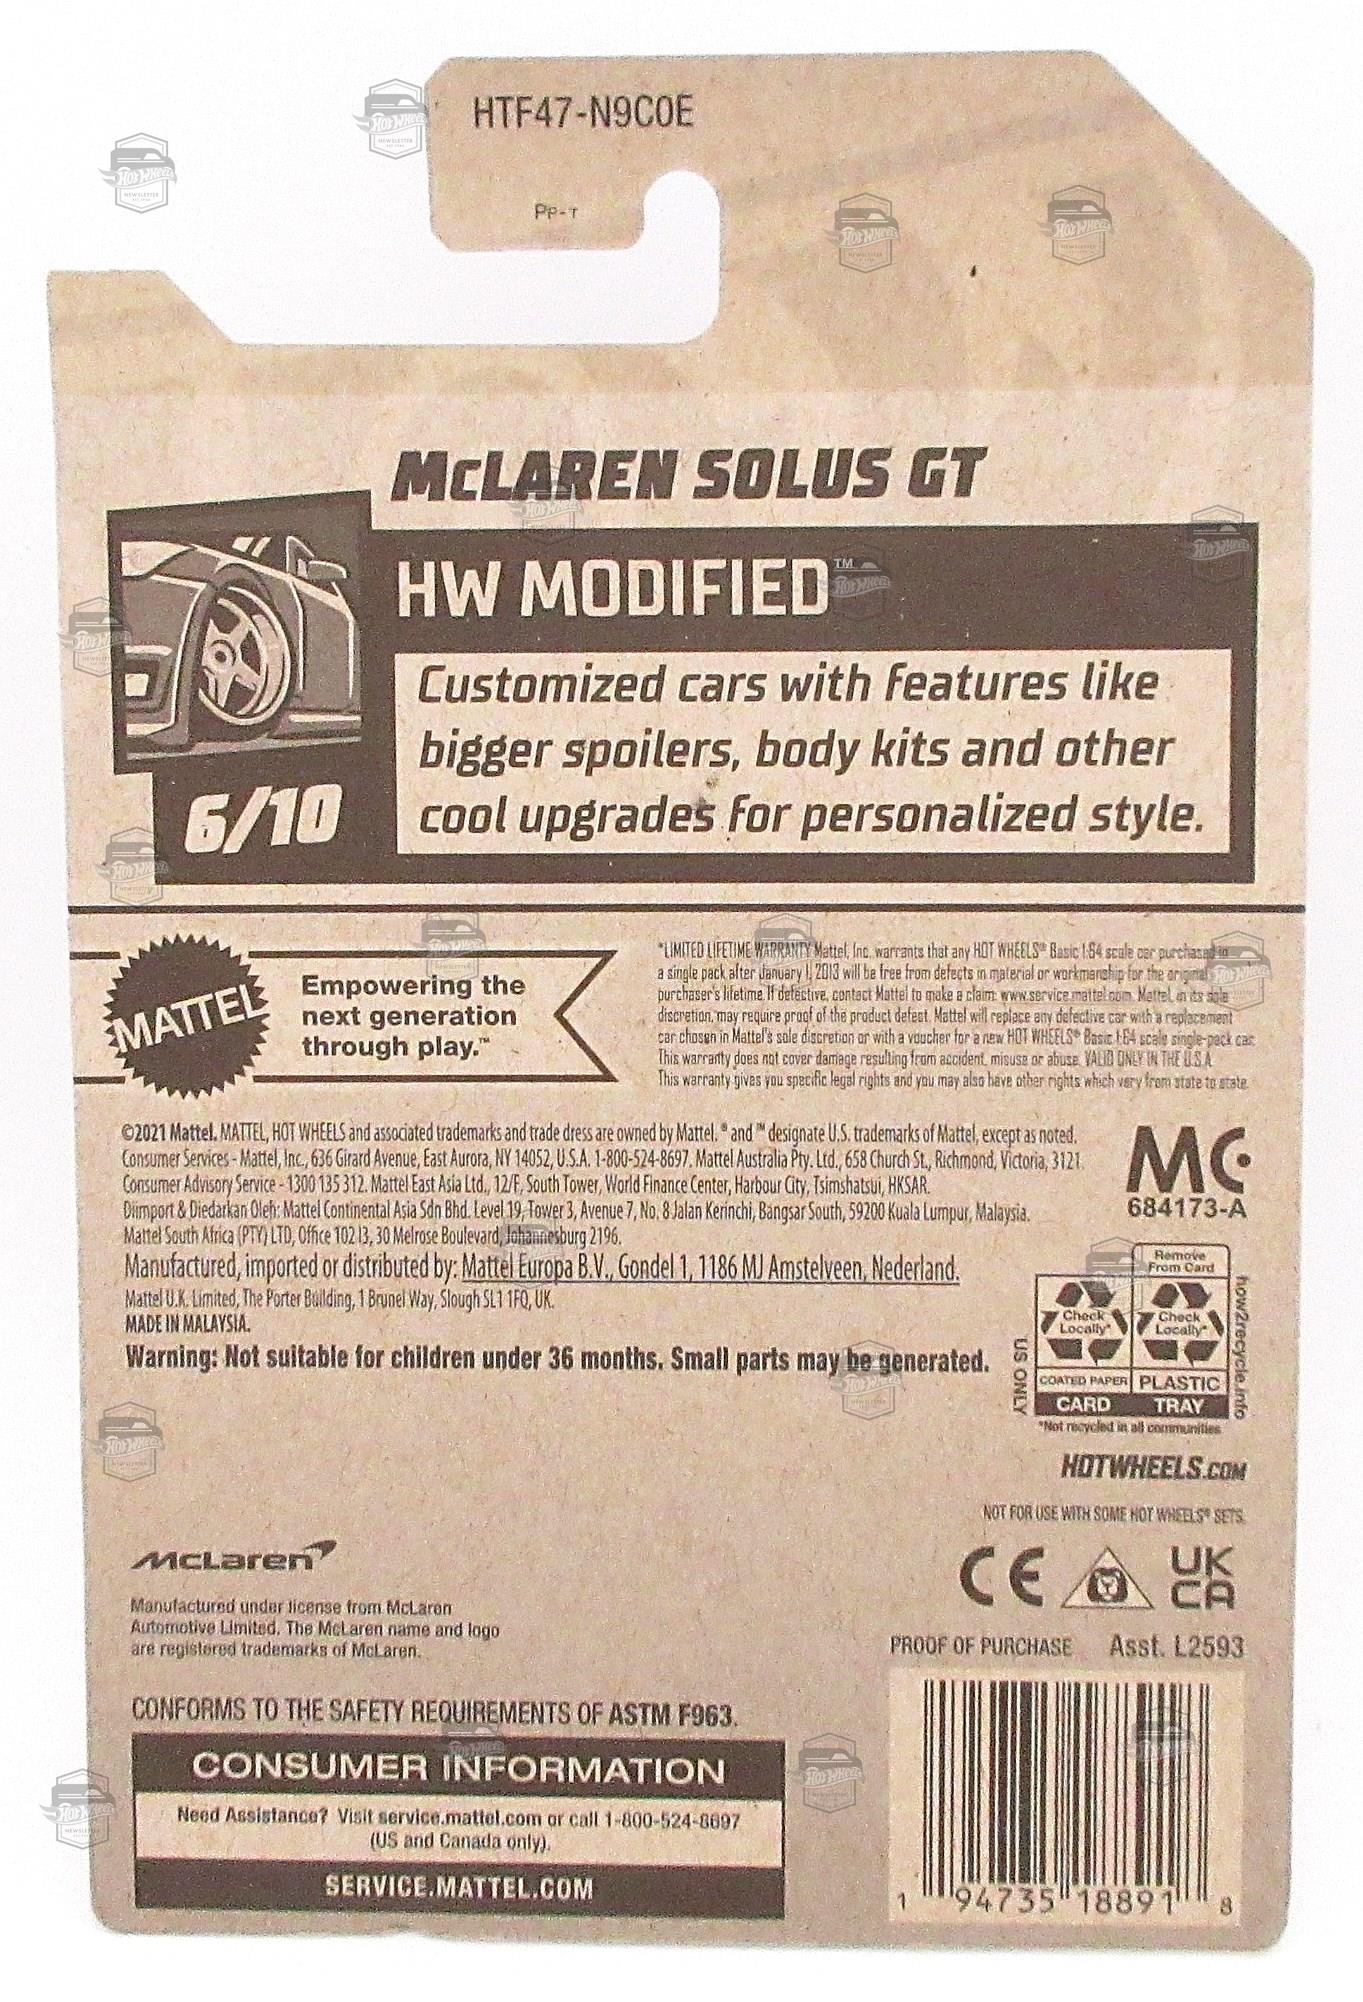 HTF47-N9C0E
PP-T
McLAREN SOLUS GT
HW MODIFIED™
Customized cars with features like
bigger spoilers, body kits and other
cool upgrades for personalized style.
6/10
MATTEL
Empowering the
next generation
through play.™
*LIMITED LIFETIME WARRANTY Mattel, Inc. warrants that any HOT WHEELS® Basic 1:64 scale car purchased in
a single pack after January 1, 2013 will be free from defects in material or workmanship for the original
purchaser's lifetime. If defective, contact Mattel to make a claim: www.service.mattel.com. Mattel, in its sole
discretion, may require proof of the product defect. Mattel will replace any defective car with a replacement
car chosen in Mattel's sole discretion or with a voucher for a new HOT WHEELS® Basic 1:64 scale single-pack car.
This warranty does not cover damage resulting from accident, misuse or abuse. VALID ONLY IN THE U.S.A.
This warranty gives you specific legal rights and you may also have other rights which vary from state to state.
©2021 Mattel. MATTEL, HOT WHEELS and associated trademarks and trade dress are owned by Mattel. ® and ™ designate U.S. trademarks of Mattel, except as noted.
Consumer Services - Mattel, Inc., 636 Girard Avenue, East Aurora, NY 14052, U.S.A. 1-800-524-8697. Mattel Australia Pty. Ltd., 658 Church St., Richmond, Victoria, 3121.
Consumer Advisory Service - 1300 135 312. Mattel East Asia Ltd., 12/F, South Tower, World Finance Center, Harbour City, Tsimshatsui, HKSAR.
Diimport & Diedarkan Oleh: Mattel Continental Asia Sdn Bhd. Level 19, Tower 3, Avenue 7, No. 8 Jalan Kerinchi, Bangsar South, 59200 Kuala Lumpur, Malaysia.
Mattel South Africa (PTY) LTD, Office 102 I3, 30 Melrose Boulevard, Johannesburg 2196.
Manufactured, imported or distributed by: Mattel Europa B.V., Gondel 1, 1186 MJ Amstelveen, Nederland.
Mattel U.K. Limited, The Porter Building, 1 Brunel Way, Slough SL1 1FQ, UK.
MADE IN MALAYSIA.
Warning: Not suitable for children under 36 months. Small parts may be generated.
MC
684173-A
Remove
From Card
Check
Locally*
Check
Locally*
COATED PAPER
PLASTIC
CARD
TRAY
US ONLY
how2recycle.info
*Not recycled in all communities
HOTWHEELS.COM
NOT FOR USE WITH SOME HOT WHEELS® SETS.
McLaren
Manufactured under license from McLaren
Automotive Limited. The McLaren name and logo
are registered trademarks of McLaren.
CE
UK
CA
PROOF OF PURCHASE
Asst. L2593
CONFORMS TO THE SAFETY REQUIREMENTS OF ASTM F963.
CONSUMER INFORMATION
Need Assistance? Visit service.mattel.com or call 1-800-524-8697
(US and Canada only).
SERVICE.MATTEL.COM
1 94735 18891 8